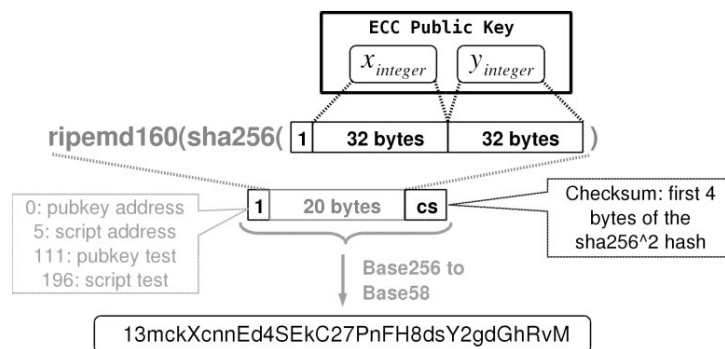 ECC Public Key
x integer y integer
ripemd160(sha256( 1 32 bytes 32 bytes )
0: pubkey address
5: script address
111: pubkey test
196: script test
1 20 bytes cs
Checksum: first 4
bytes of the
sha256^2 hash
Base256 to
Base58
13mckXcnnEd4SEkC27PnFH8dsY2gdGhRvM